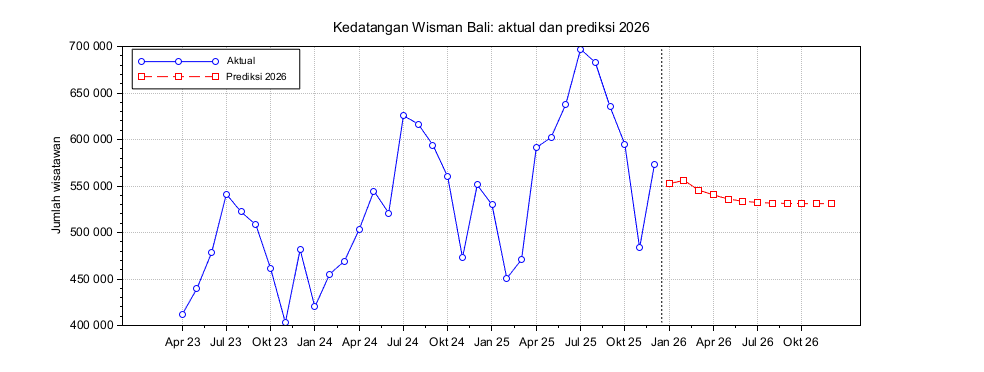 Kedatangan Wisman Bali: aktual dan prediksi 2026
Jumlah wisatawan
700 000
650 000
600 000
550 000
500 000
450 000
400 000
Aktual
Prediksi 2026
Apr 23 Jul 23 Okt 23 Jan 24 Apr 24 Jul 24 Okt 24 Jan 25 Apr 25 Jul 25 Okt 25 Jan 26 Apr 26 Jul 26 Okt 26